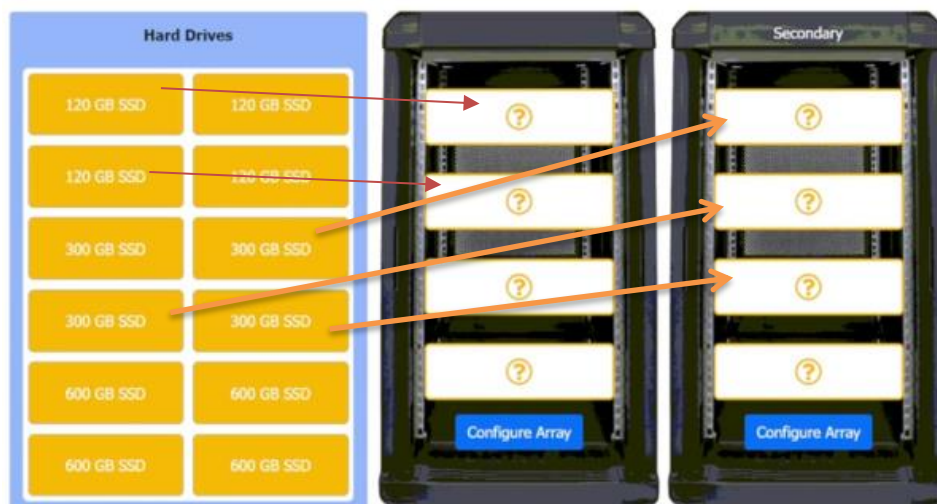 Hard Drives
120 GB SSD 120 GB SSD
120 GB SSD 120 GB SSD
300 GB SSD 300 GB SSD
300 GB SSD 300 GB SSD
600 GB SSD 600 GB SSD
600 GB SSD 600 GB SSD
?
?
?
?
Configure Array
Secondary
?
?
?
?
Configure Array